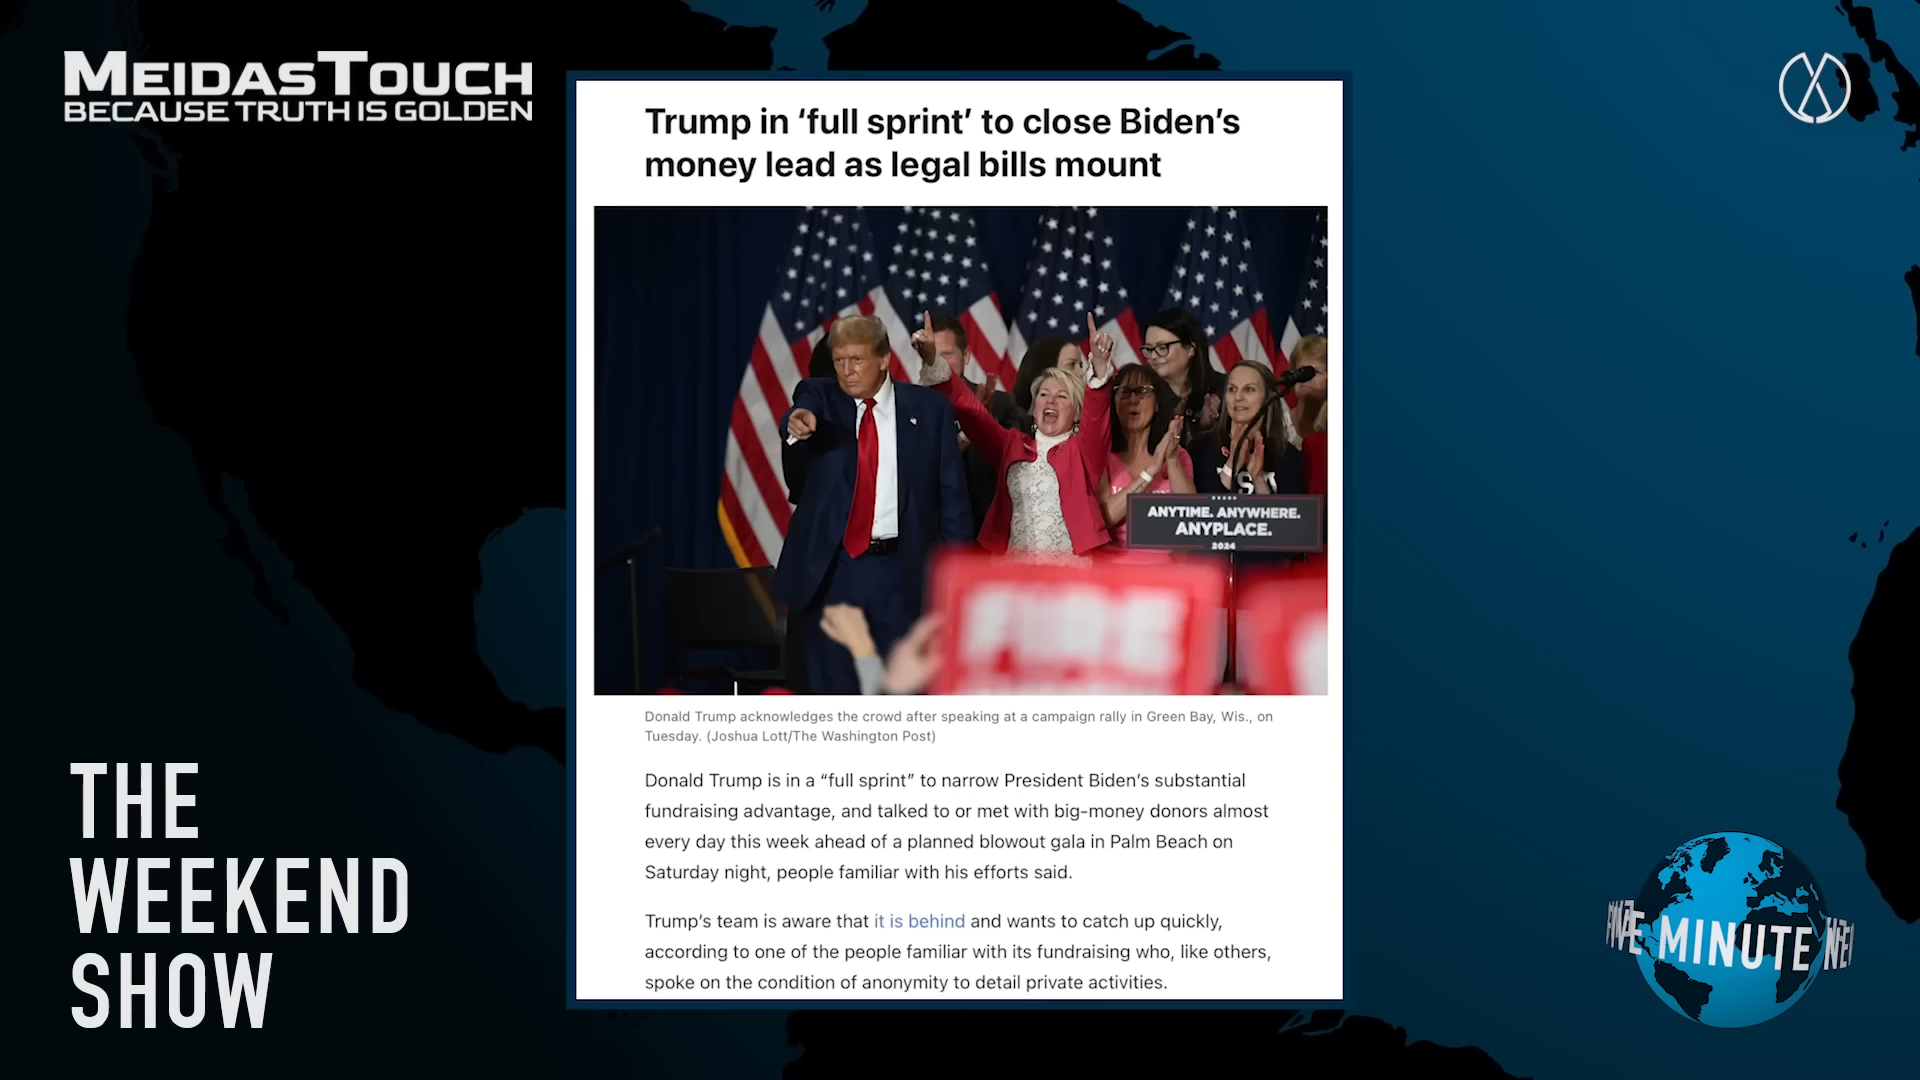 MEIDASTOUCH
BECAUSE TRUTH IS GOLDEN
Trump in ‘full sprint’ to close Biden’s
money lead as legal bills mount
ANYTIME. ANYWHERE.
ANYPLACE.
2024
FIRE
Donald Trump acknowledges the crowd after speaking at a campaign rally in Green Bay, Wis., on
Tuesday. (Joshua Lott/The Washington Post)
Donald Trump is in a “full sprint” to narrow President Biden’s substantial
fundraising advantage, and talked to or met with big-money donors almost
every day this week ahead of a planned blowout gala in Palm Beach on
Saturday night, people familiar with his efforts said.
Trump’s team is aware that it is behind and wants to catch up quickly,
according to one of the people familiar with its fundraising who, like others,
spoke on the condition of anonymity to detail private activities.
THE
WEEKEND
SHOW
MINUTE